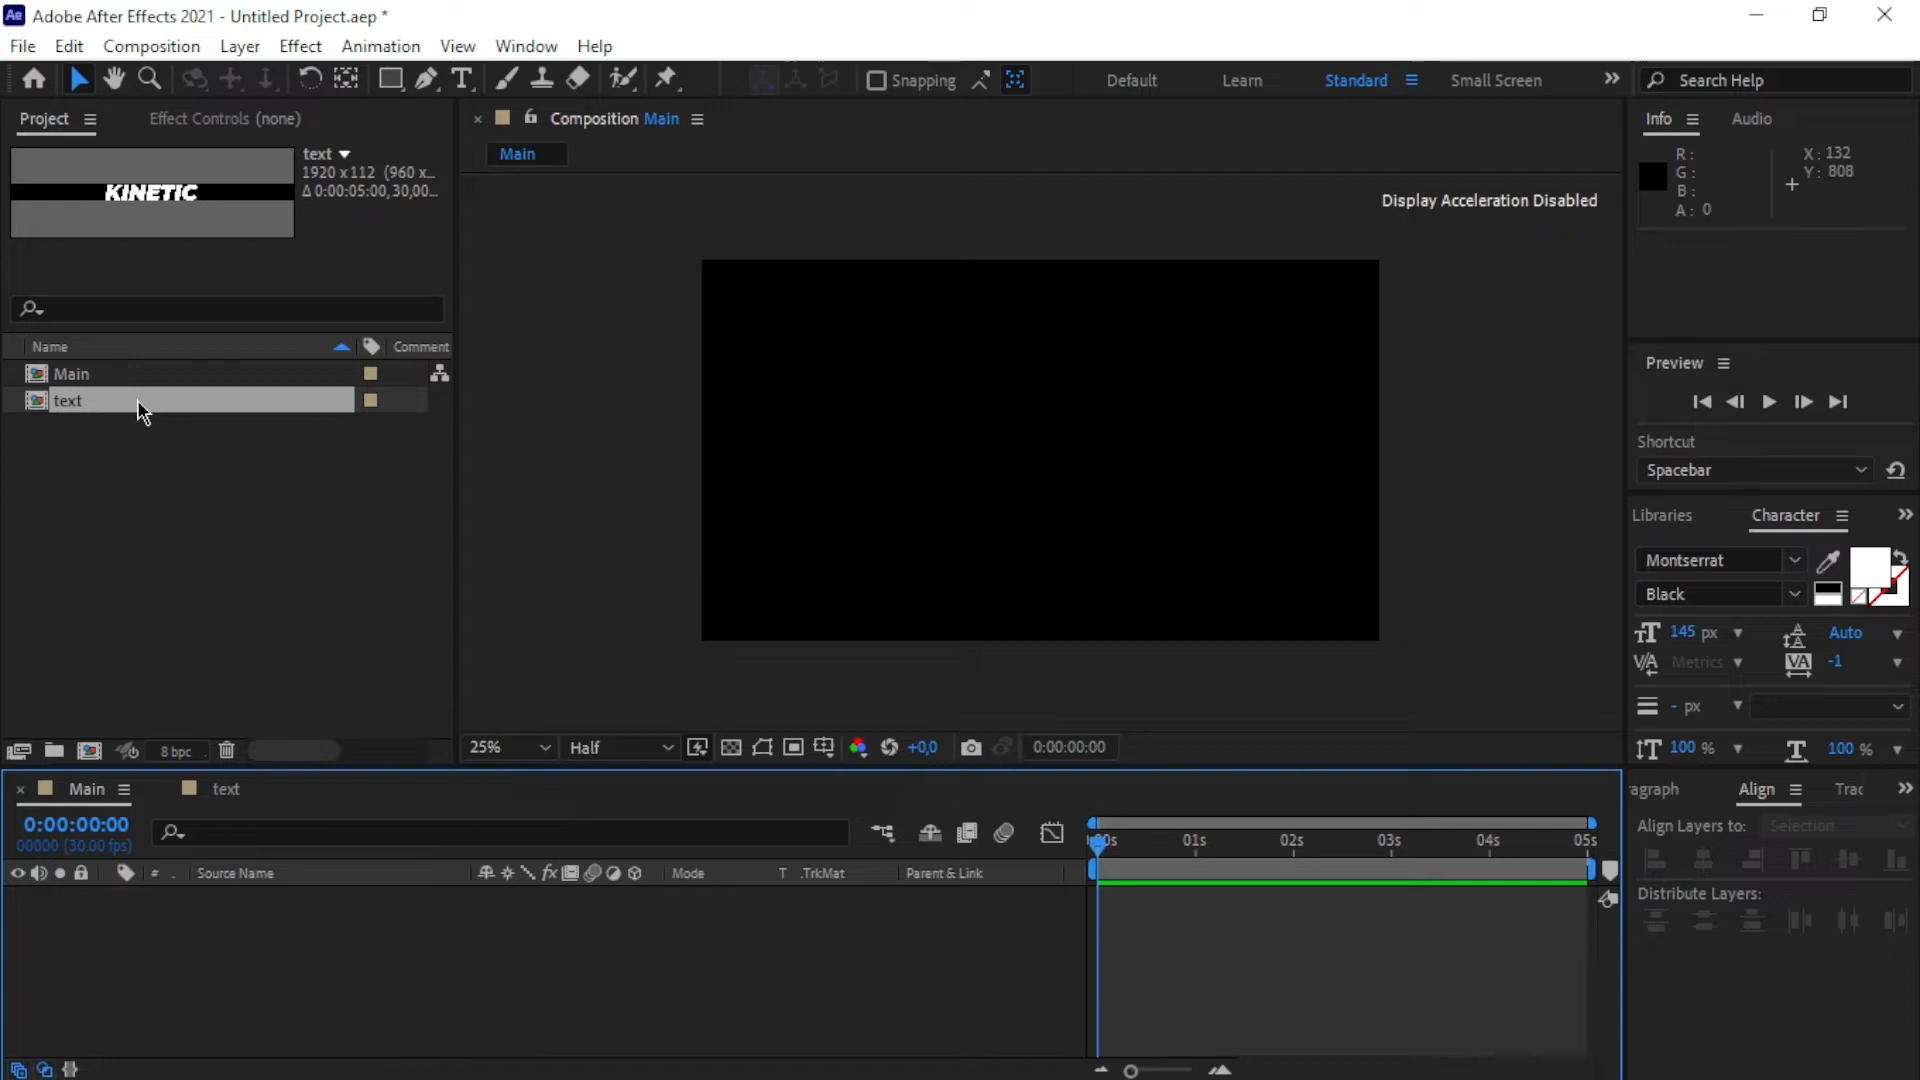 Ae Adobe After Effects 2021 - Untitled Project.aep *
File Edit Composition Layer Effect Animation View Window Help
T Snapping Default Learn Standard Small Screen Search Help
Project Effect Controls (none)
Composition Main
Info Audio
Main
KINETIC
text
1920 x 112 (960 x...
Δ 0:00:05:00, 30,00...
R:
G:
B:
A: 0
X: 132
Y: 808
Display Acceleration Disabled
Name Comment
Main
text
Preview
Shortcut
Spacebar
Libraries Character
Montserrat
Black
145 px Auto
Metrics -1
- px
100 % 100 %
8 bpc
25% Half +0,0 0:00:00:00
Main text
0:00:00:00
00000 (30.00 fps)
# . Source Name fx Mode T .TrkMat Parent & Link
:00s 01s 02s 03s 04s 05s
agraph Align Trac
Align Layers to: Selection
Distribute Layers: